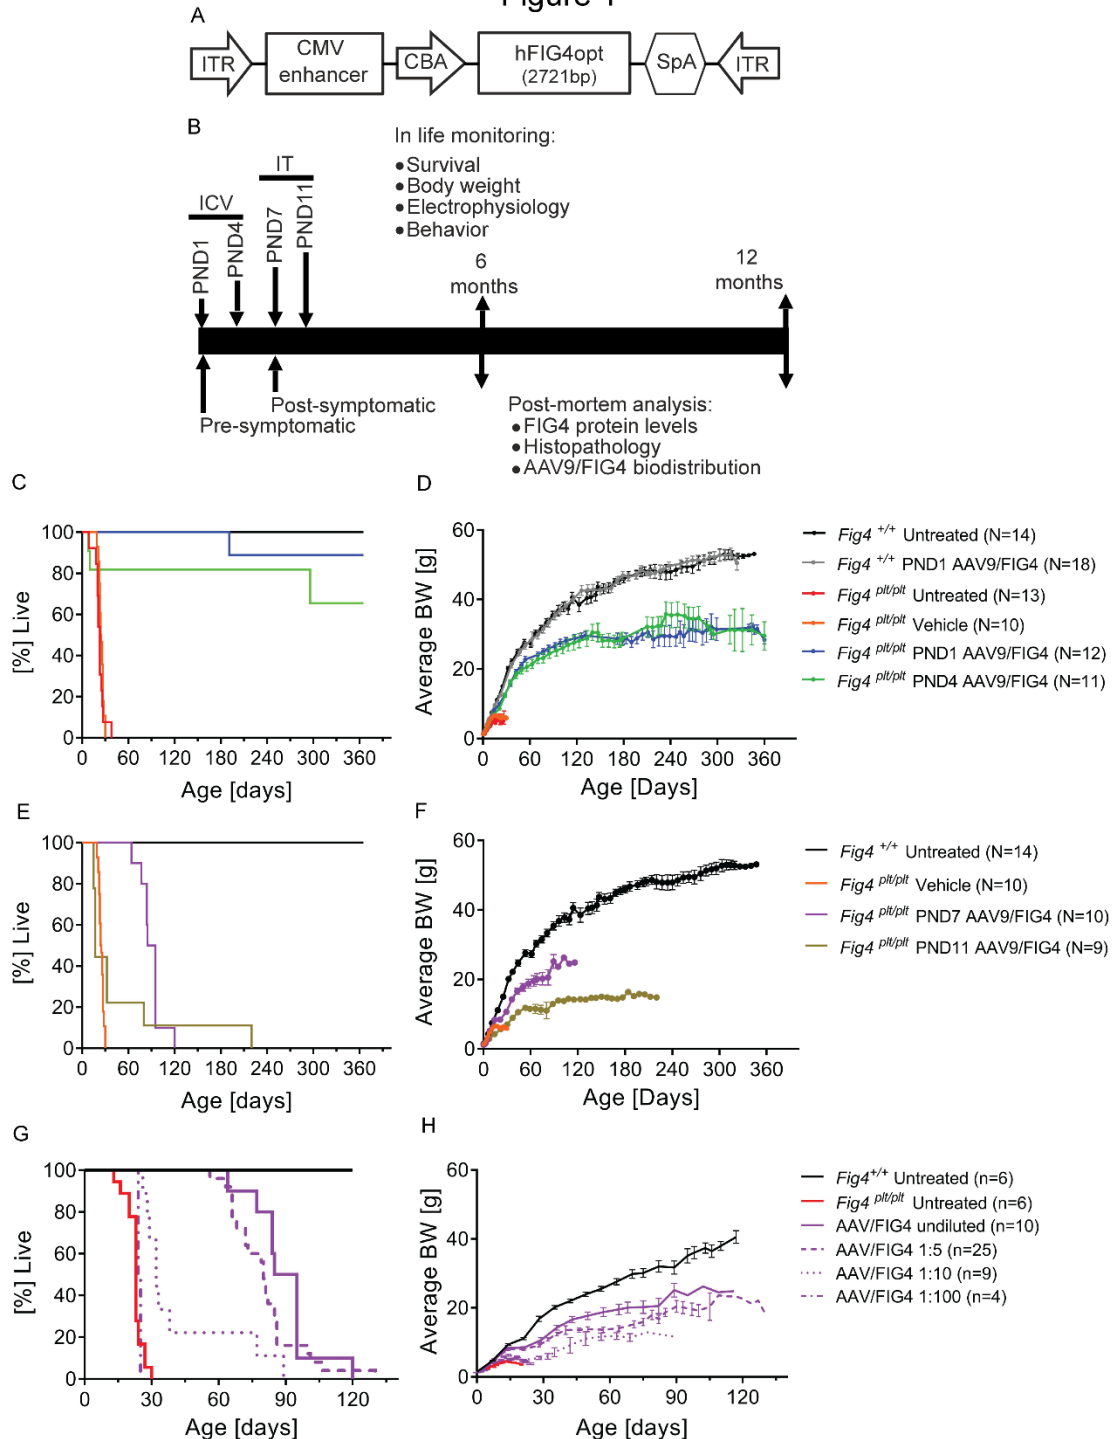 A
ITR
CMV
enhancer
CBA
hFIG4opt
(2721bp)
SpA
ITR
B
In life monitoring:
●Survival
●Body weight
●Electrophysiology
●Behavior
ICV
IT
PND1
PND4
PND7
PND11
6
months
12
months
Post-symptomatic
Pre-symptomatic
Post-mortem analysis:
● FIG4 protein levels
● Histopathology
● AAV9/FIG4 biodistribution
C
[%] Live
100
80
60
40
20
0
0 60 120 180 240 300 360
Age [days]
D
Average BW [g]
60
40
20
0
0 60 120 180 240 300 360
Age [Days]
Fig4 +/+ Untreated (N=14)
Fig4 +/+ PND1 AAV9/FIG4 (N=18)
Fig4 plt/plt Untreated (N=13)
Fig4 plt/plt Vehicle (N=10)
Fig4 plt/plt PND1 AAV9/FIG4 (N=12)
Fig4 plt/plt PND4 AAV9/FIG4 (N=11)
E
[%] Live
100
80
60
40
20
0
0 60 120 180 240 300 360
Age [days]
F
Average BW [g]
60
40
20
0
0 60 120 180 240 300 360
Age [Days]
Fig4 +/+ Untreated (N=14)
Fig4 plt/plt Vehicle (N=10)
Fig4 plt/plt PND7 AAV9/FIG4 (N=10)
Fig4 plt/plt PND11 AAV9/FIG4 (N=9)
G
[%] Live
100
80
60
40
20
0
0 30 60 90 120
Age [days]
H
Average BW [g]
60
40
20
0
0 30 60 90 117
Age [days]
Fig4+/+ Untreated (n=6)
Fig4 plt/plt Untreated (n=6)
AAV/FIG4 undiluted (n=10)
AAV/FIG4 1:5 (n=25)
AAV/FIG4 1:10 (n=9)
AAV/FIG4 1:100 (n=4)